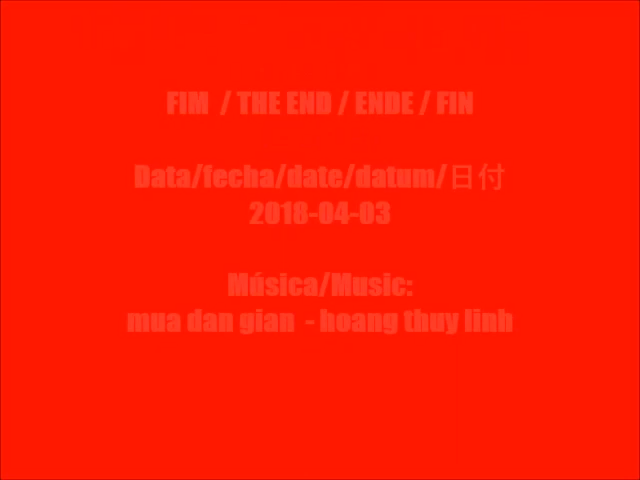 FIM / THE END / ENDE / FIN
Data/fecha/date/datum/日付
2018-04-03
Música/Music:
mua dan gian - hoang thuy linh